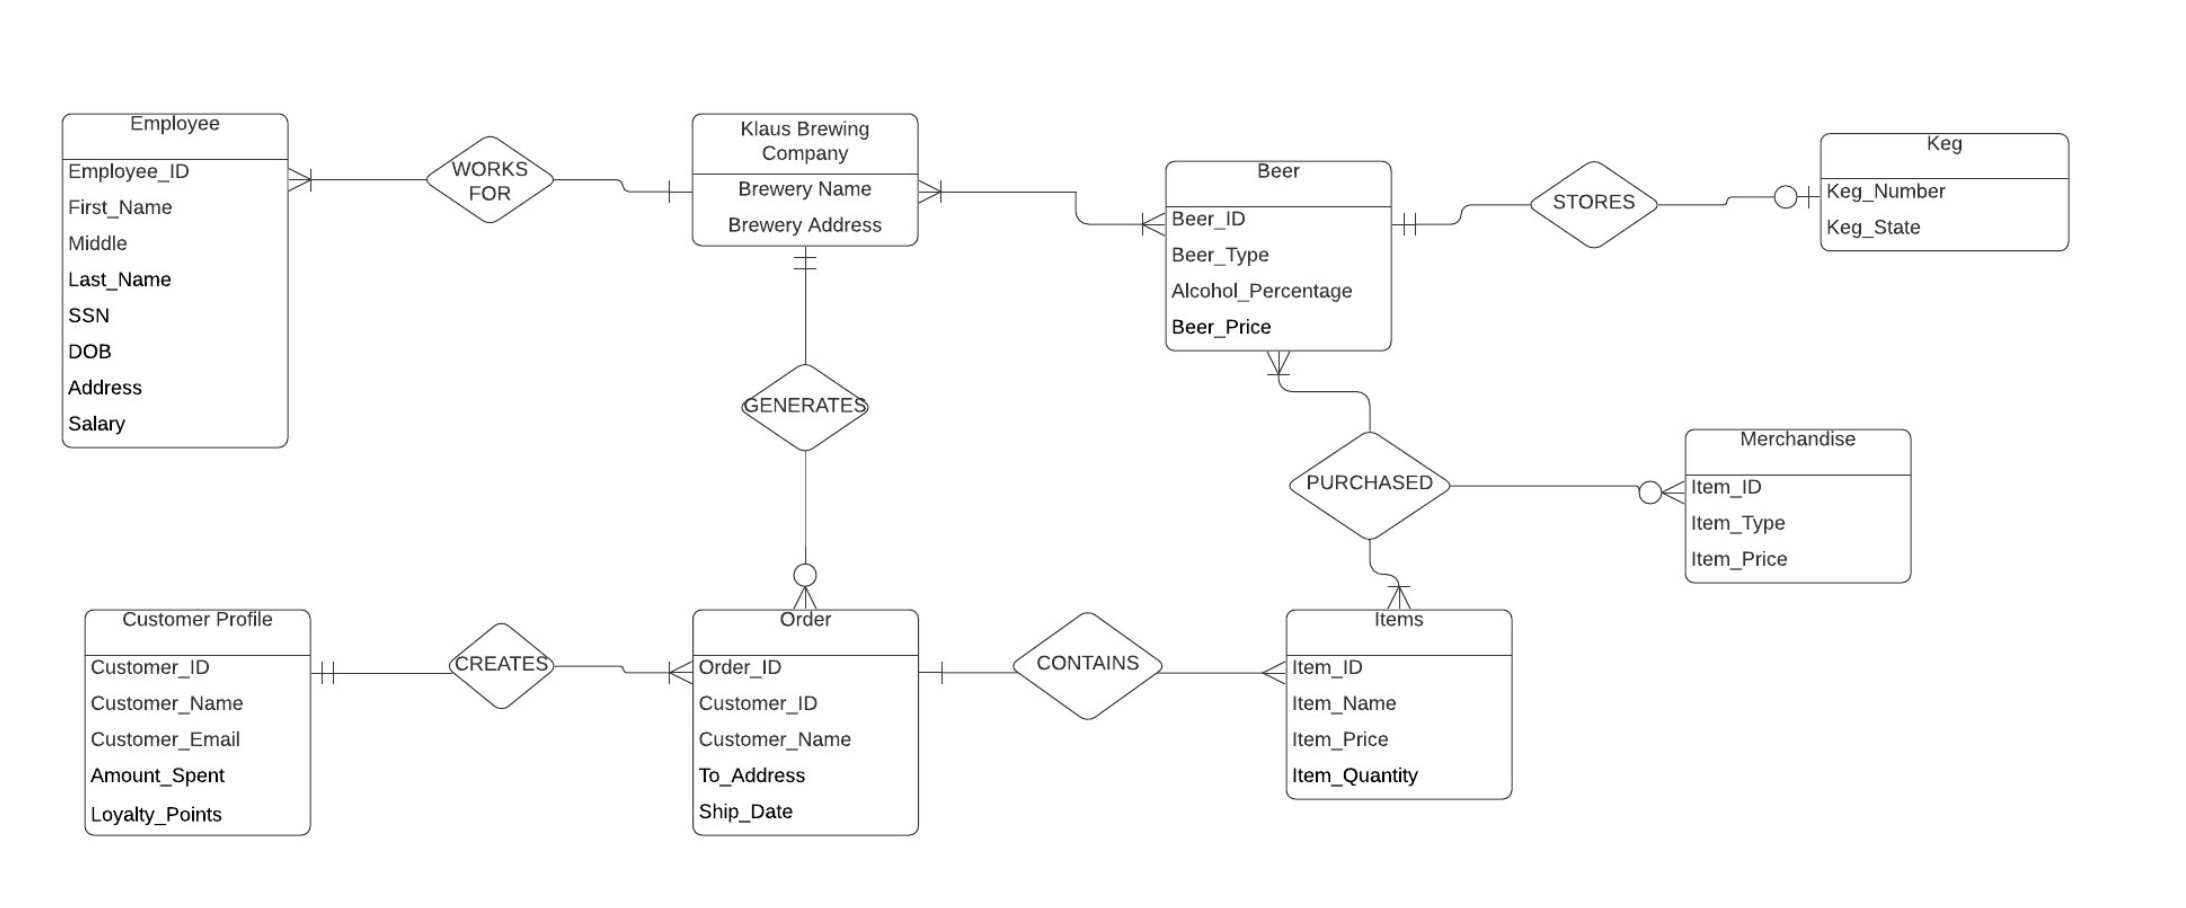 Employee
Employee_ID
First_Name
Middle
Last_Name
SSN
DOB
Address
Salary
WORKS
FOR
Klaus Brewing
Company
Brewery Name
Brewery Address
Beer
Beer_ID
Beer_Type
Alcohol_Percentage
Beer_Price
STORES
Keg
Keg_Number
Keg_State
GENERATES
PURCHASED
Merchandise
Item_ID
Item_Type
Item_Price
Customer Profile
Customer_ID
Customer_Name
Customer_Email
Amount_Spent
Loyalty_Points
CREATES
Order
Order_ID
Customer_ID
Customer_Name
To_Address
Ship_Date
CONTAINS
Items
Item_ID
Item_Name
Item_Price
Item_Quantity